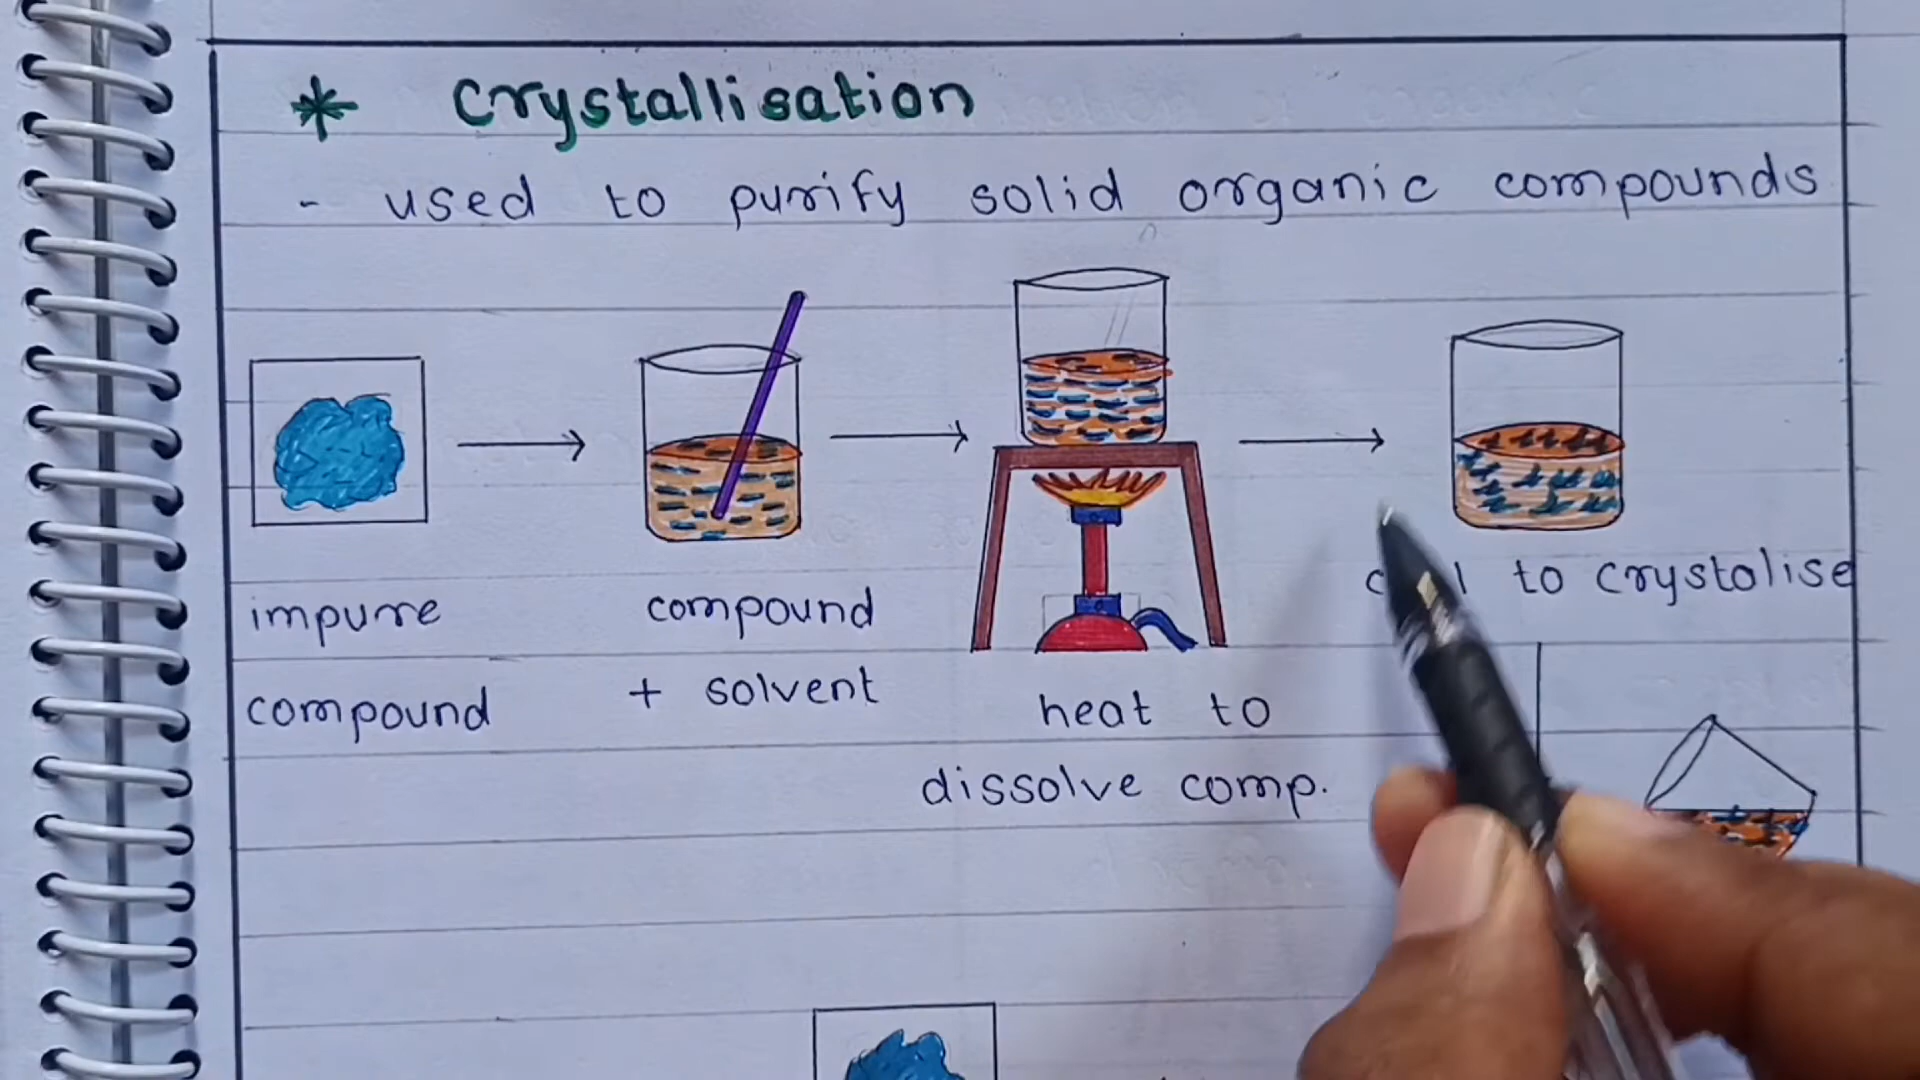 * Crystallisation
- used to purify solid organic compounds
impure
compound
compound
+ solvent
heat to
dissolve comp.
to crystolise